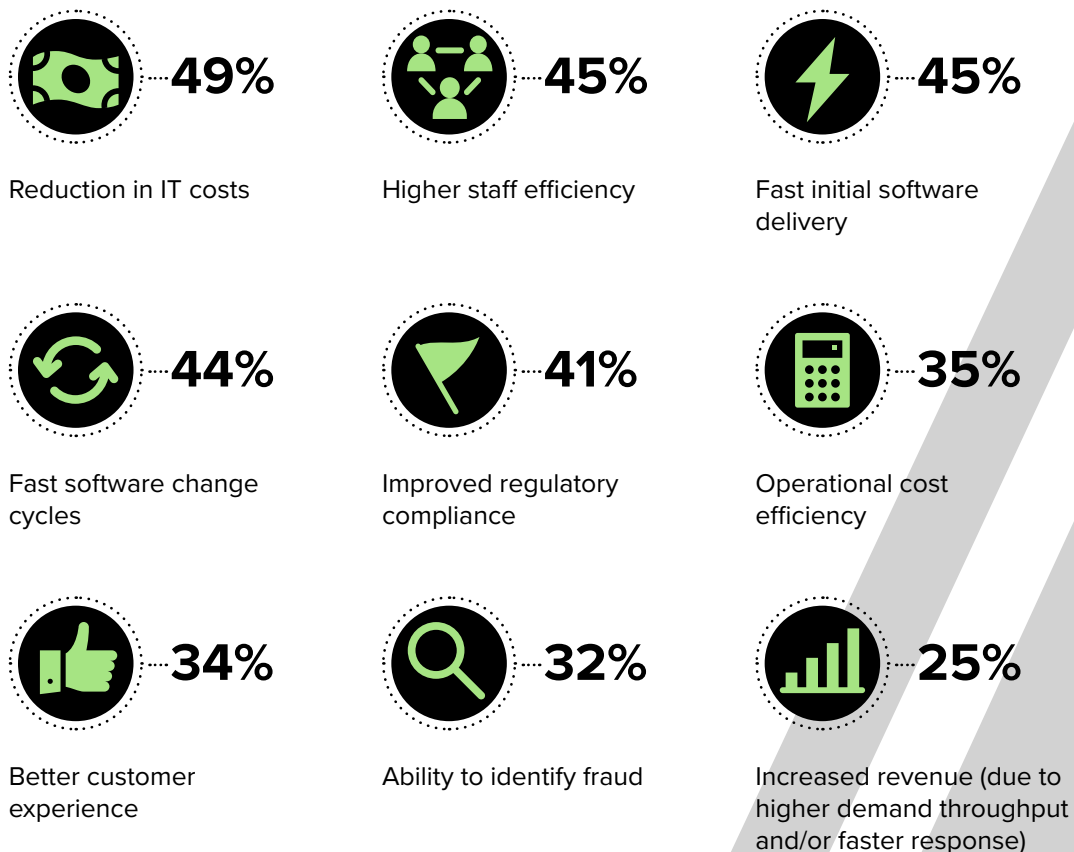 49%
Reduction in IT costs
45%
Higher staff efficiency
45%
Fast initial software
delivery
44%
Fast software change
cycles
41%
Improved regulatory
compliance
35%
Operational cost
efficiency
34%
Better customer
experience
32%
Ability to identify fraud
25%
Increased revenue (due to
higher demand throughput
and/or faster response)